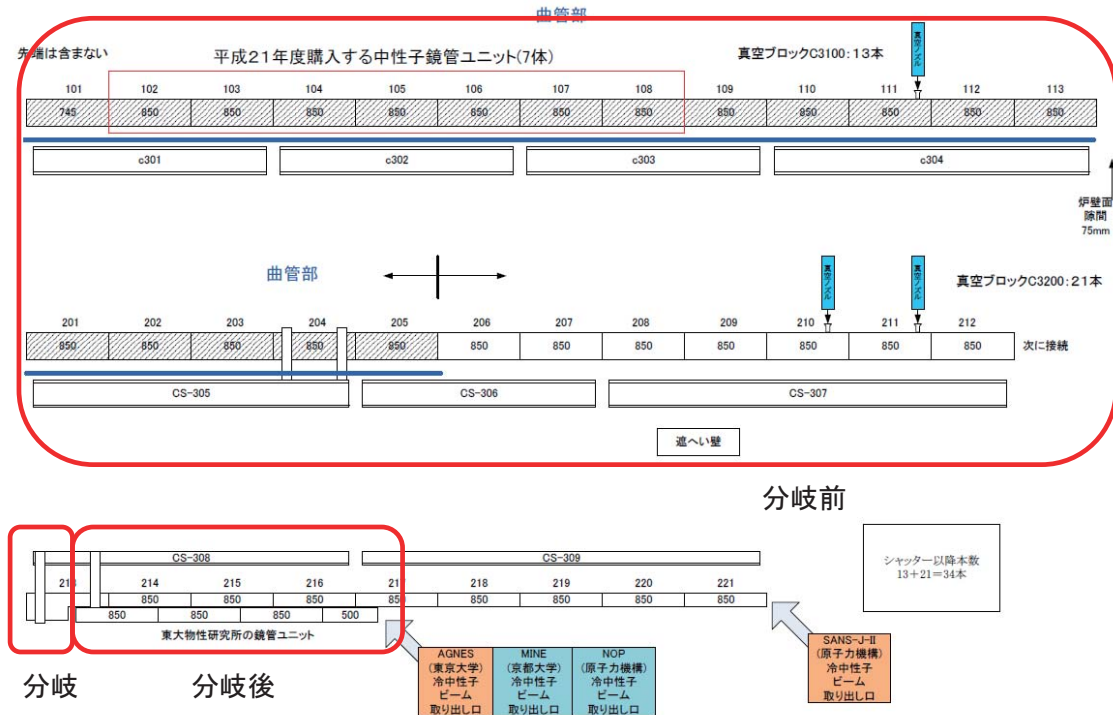 曲管部
先端は含まない
平成21年度購入する中性子鏡管ユニット(7体)
真空ブロックC3100:13本
真空ノズル
101 102 103 104 105 106 107 108 109 110 111 112 113
745 850 850 850 850 850 850 850 850 850 850 850 850
c301 c302 c303 c304
炉壁面
隙間
75mm
曲管部
真空ノズル 真空ノズル
真空ブロックC3200:21本
201 202 203 204 205 206 207 208 209 210 211 212
850 850 850 850 850 850 850 850 850 850 850 850 次に接続
CS-305 CS-306 CS-307
遮へい壁
分岐前
CS-308 CS-309
シャッター以降本数
13+21=34本
213 214 215 216 217 218 219 220 221
850 850 850 850 850 850 850 850
850 850 850 500
東大物性研究所の鏡管ユニット
分岐 分岐後
AGNES
(東京大学)
冷中性子
ビーム
取り出し口
MINE
(京都大学)
冷中性子
ビーム
取り出し口
NOP
(原子力機構)
冷中性子
ビーム
取り出し口
SANS-J-II
(原子力機構)
冷中性子
ビーム
取り出し口